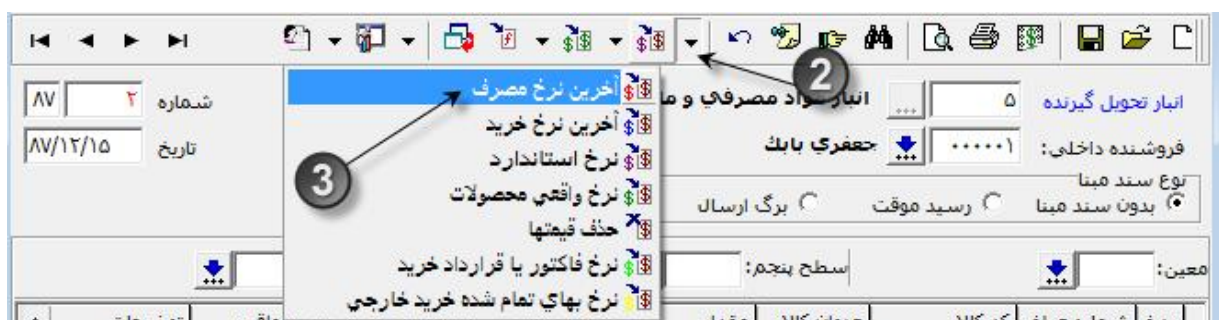 2
انبار تحویل گیرنده ۵ ... انبار مواد مصرفي و
شماره ۲ ۸۷
فروشنده داخلی: ۰۰۰۰۰۱ جعفري بابك
تاریخ ۸۷/۱۲/۱۵
نوع سند مبنا
بدون سند مبنا رسید موقت برگ ارسال
معین: سطح پنجم:
3
آخرین نرخ مصرف
آخرین نرخ خرید
نرخ استاندارد
نرخ واقعي محصولات
حذف قیمتها
نرخ فاکتور یا قرارداد خرید
نرخ بهاي تمام شده خرید خارجي